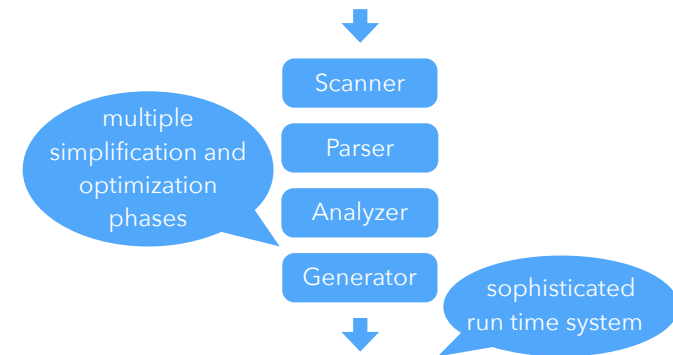 Scanner
multiple
simplification and
optimization
phases
Parser
Analyzer
Generator
sophisticated
run time system